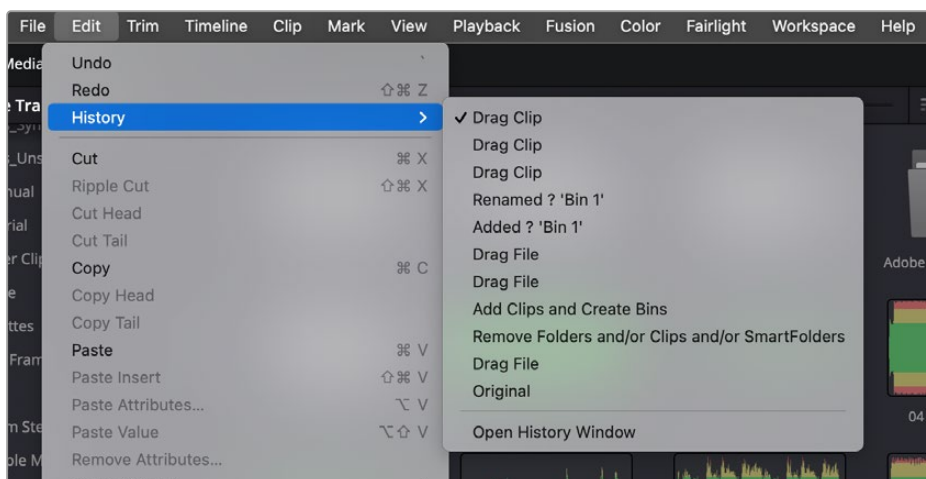 File Edit Trim Timeline Clip Mark View Playback Fusion Color Fairlight Workspace Help
Undo `
Redo ⇧⌘ Z
History >
Cut ⌘ X
Ripple Cut ⇧⌘ X
Cut Head
Cut Tail
Copy ⌘ C
Copy Head
Copy Tail
Paste ⌘ V
Paste Insert ⇧⌘ V
Paste Attributes... ⌥ V
Paste Value ⌥⇧ V
Remove Attributes...
✓ Drag Clip
Drag Clip
Drag Clip
Renamed ? 'Bin 1'
Added ? 'Bin 1'
Drag File
Drag File
Add Clips and Create Bins
Remove Folders and/or Clips and/or SmartFolders
Drag File
Original
Open History Window
Adobe
04